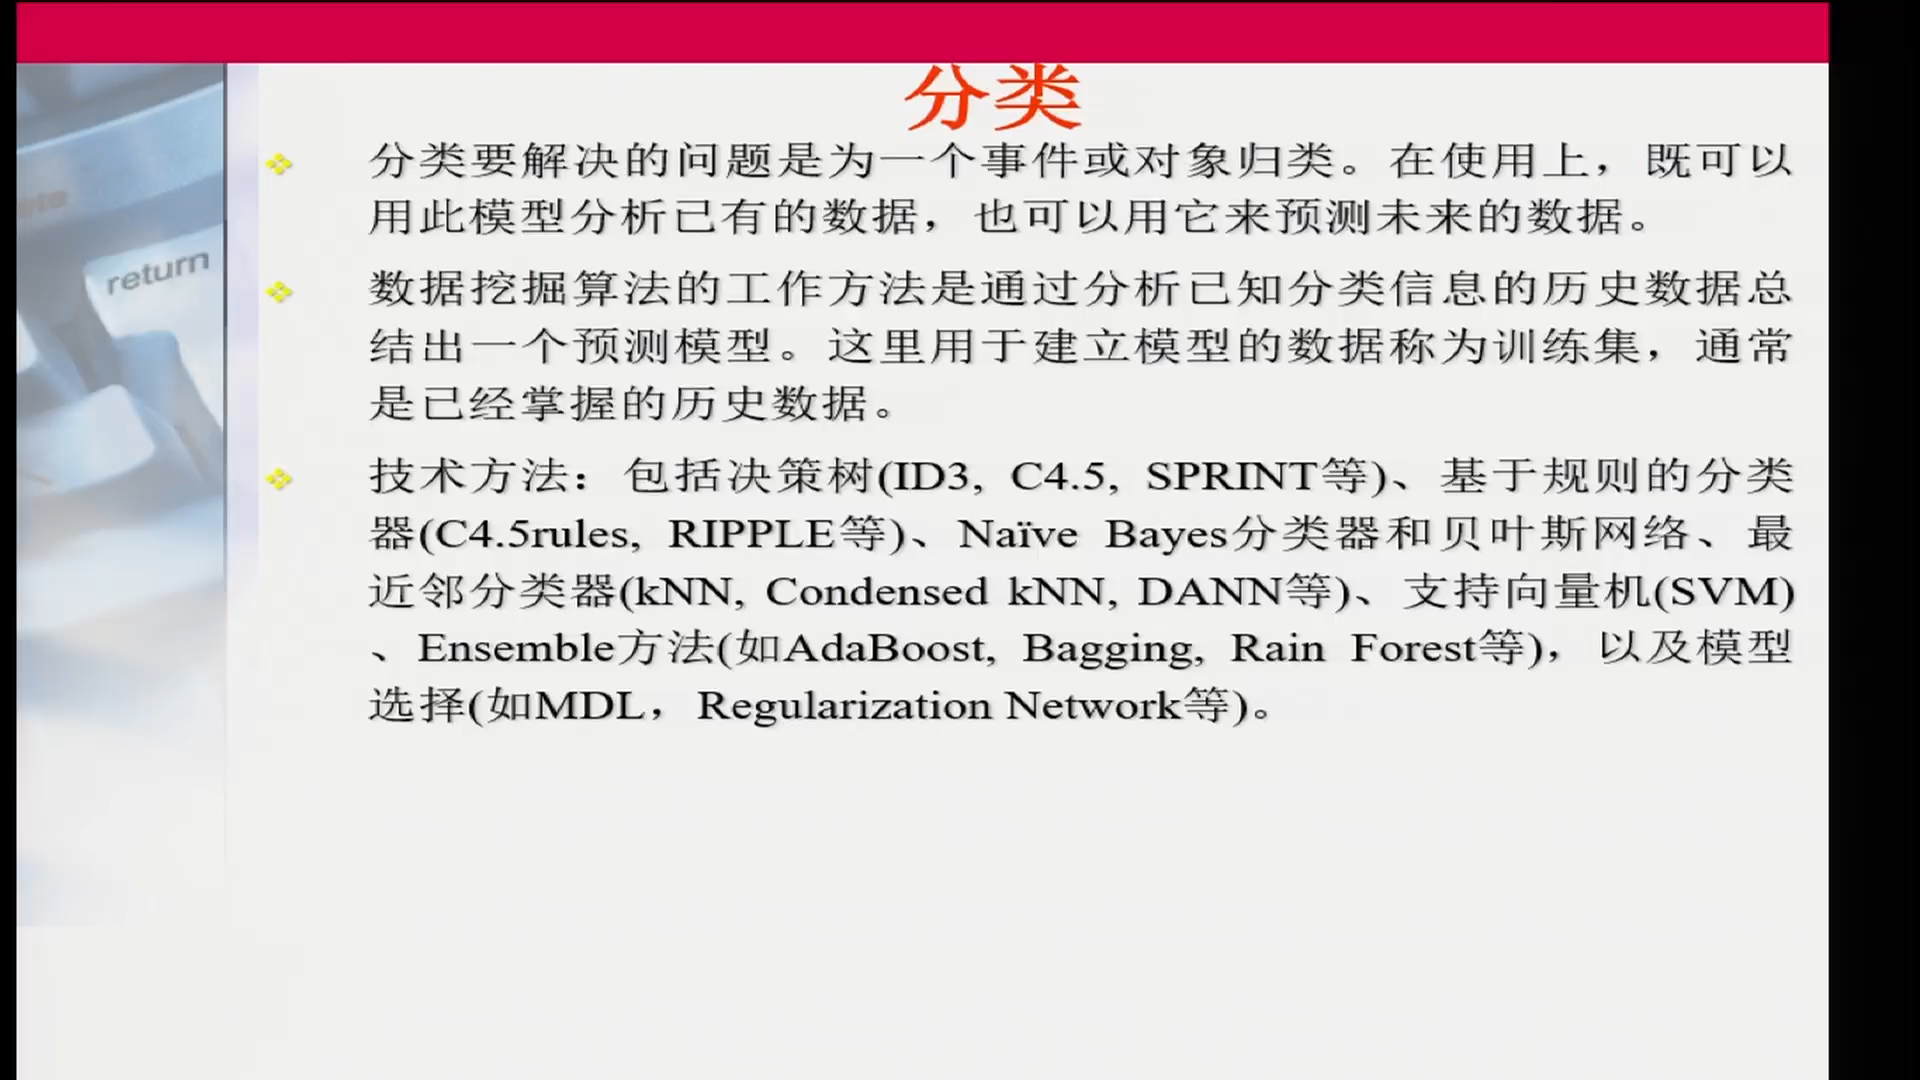 分类
分类要解决的问题是为一个事件或对象归类。在使用上，既可以
用此模型分析已有的数据，也可以用它来预测未来的数据。
数据挖掘算法的工作方法是通过分析已知分类信息的历史数据总
结出一个预测模型。这里用于建立模型的数据称为训练集，通常
是已经掌握的历史数据。
技术方法：包括决策树(ID3, C4.5, SPRINT等)、基于规则的分类
器(C4.5rules, RIPPLE等)、Naïve Bayes分类器和贝叶斯网络、最
近邻分类器(kNN, Condensed kNN, DANN等)、支持向量机(SVM)
、Ensemble方法(如AdaBoost, Bagging, Rain Forest等)，以及模型
选择(如MDL，Regularization Network等)。
return